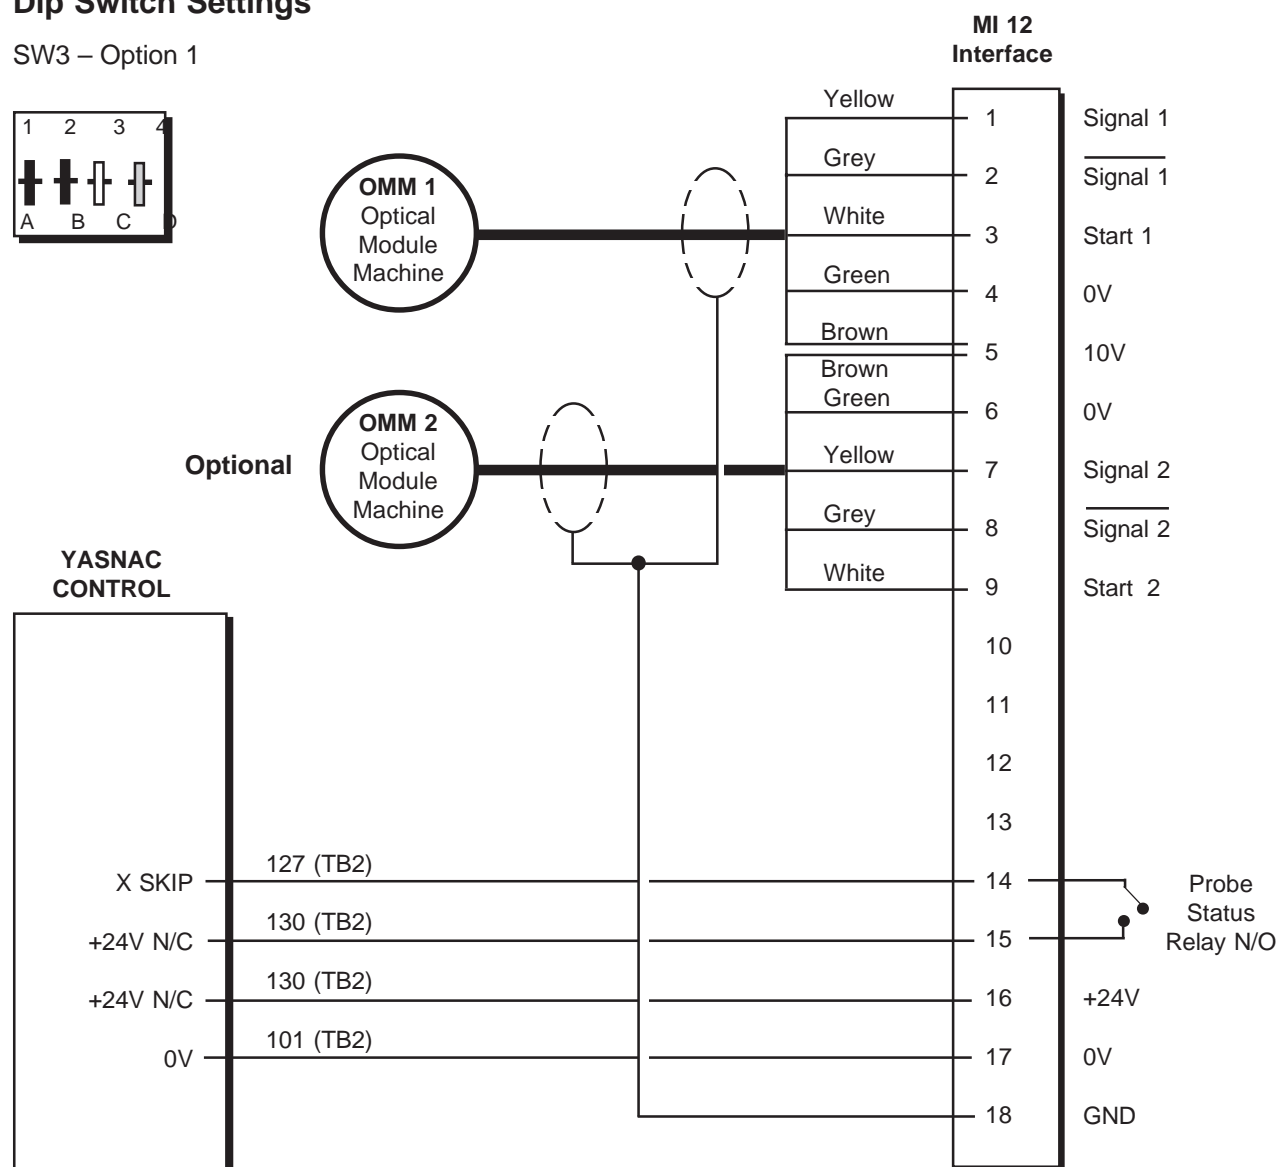 Dip Switch Settings
SW3 – Option 1
1 2 3 4
A B C D
MI 12
Interface
OMM 1
Optical
Module
Machine
Optional
OMM 2
Optical
Module
Machine
Yellow 1 Signal 1
Grey 2 Signal 1
White 3 Start 1
Green 4 0V
Brown
5 10V
Brown
Green 6 0V
Yellow 7 Signal 2
Grey 8 Signal 2
White 9 Start 2
10
11
12
13
YASNAC
CONTROL
X SKIP 127 (TB2) 14
+24V N/C 130 (TB2) 15
Probe
Status
Relay N/O
+24V N/C 130 (TB2) 16 +24V
0V 101 (TB2) 17 0V
18 GND